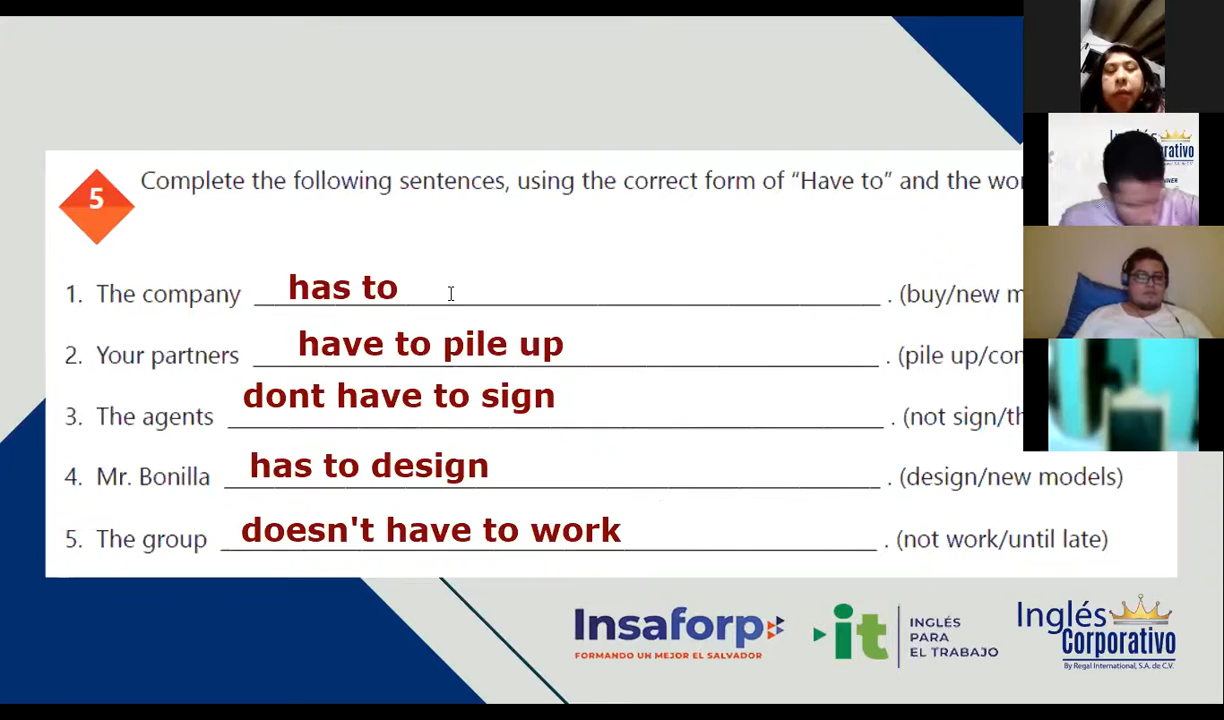 5 Complete the following sentences, using the correct form of “Have to” and the
1. The company has to . (buy/new
2. Your partners have to pile up . (pile up/
3. The agents dont have to sign . (not sign/
4. Mr. Bonilla has to design . (design/new models)
5. The group doesn't have to work . (not work/until late)
Insaforp
FORMANDO UN MEJOR EL SALVADOR
it
INGLÉS
PARA
EL TRABAJO
Inglés
Corporativo
By Regal International, S.A. de C.V.